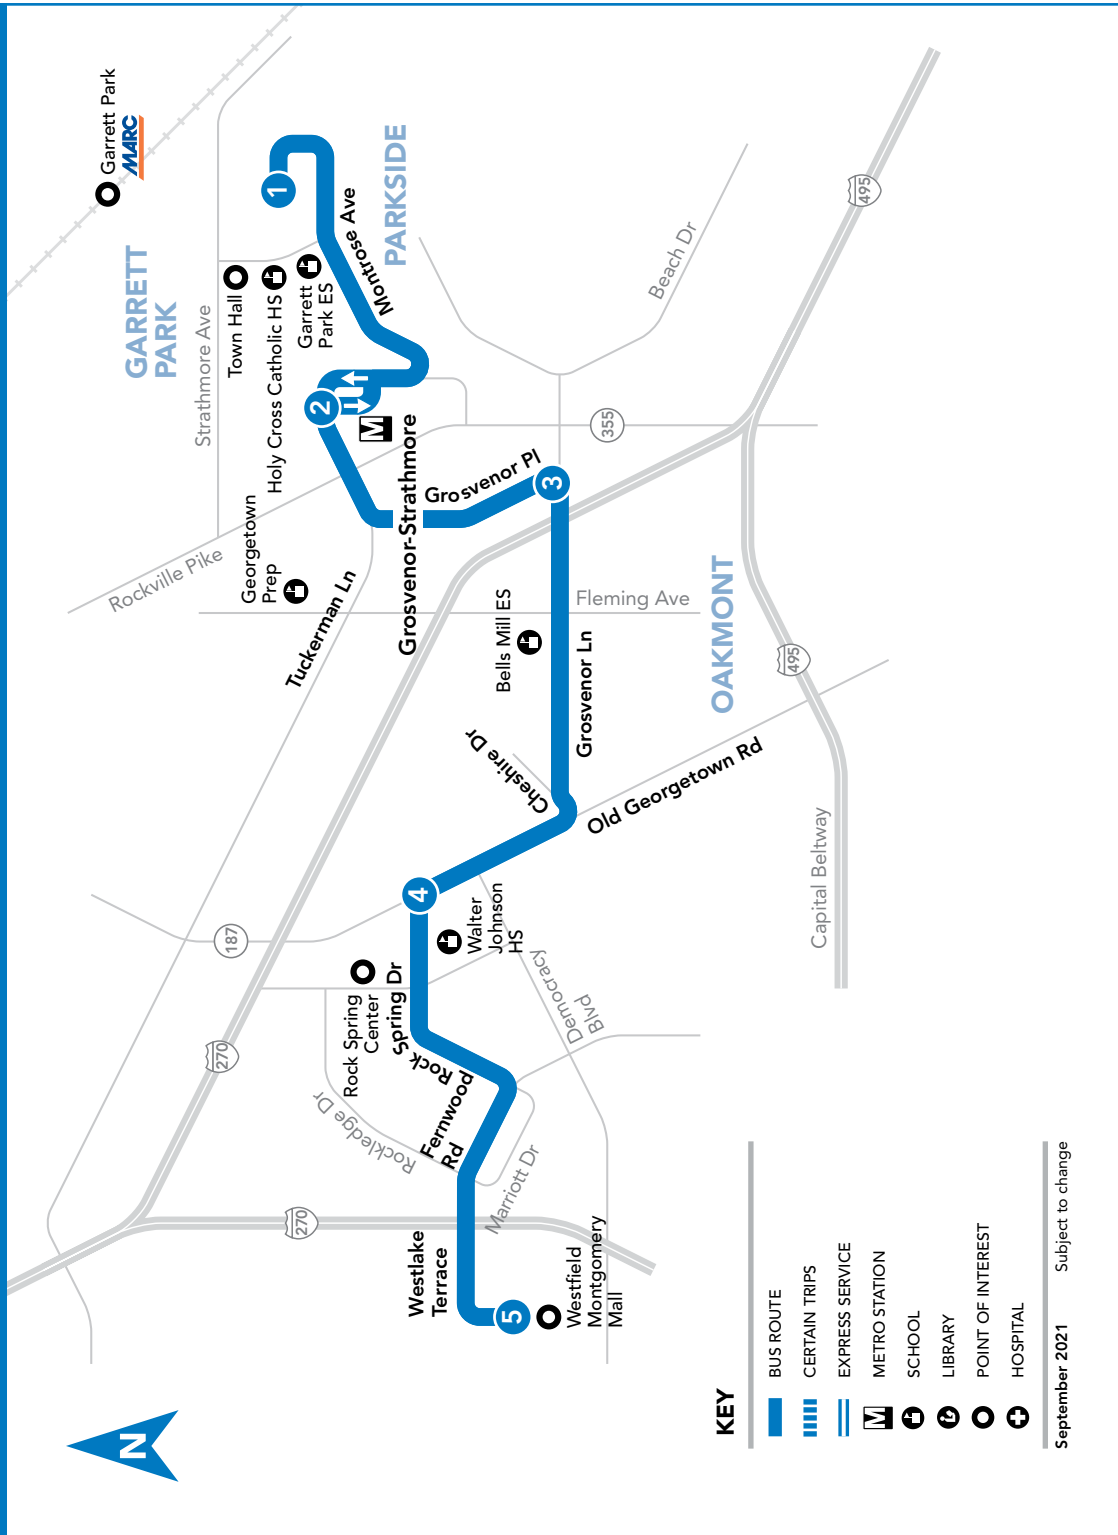 Garrett Park
MARC
GARRETT
PARK
Strathmore Ave
Town Hall
Holy Cross Catholic HS
Garrett
Park ES
1
Montrose Ave
PARKSIDE
Beach Dr
495
2
M
Grosvenor-Strathmore
355
Rockville Pike
Georgetown
Prep
Tuckerman Ln
Grosvenor Pl
3
Fleming Ave
Bells Mill ES
Grosvenor Ln
OAKMONT
495
Cheshire Dr
Old Georgetown Rd
Capital Beltway
187
4
Walter
Johnson
HS
Rock Spring
Center
Rock Spring Dr
Democracy
Blvd
270
Rockledge Dr
Fernwood
Rd
Marriott Dr
270
Westlake
Terrace
5
Westfield
Montgomery
Mall
N
KEY
BUS ROUTE
CERTAIN TRIPS
EXPRESS SERVICE
M METRO STATION
SCHOOL
LIBRARY
POINT OF INTEREST
HOSPITAL
September 2021 Subject to change